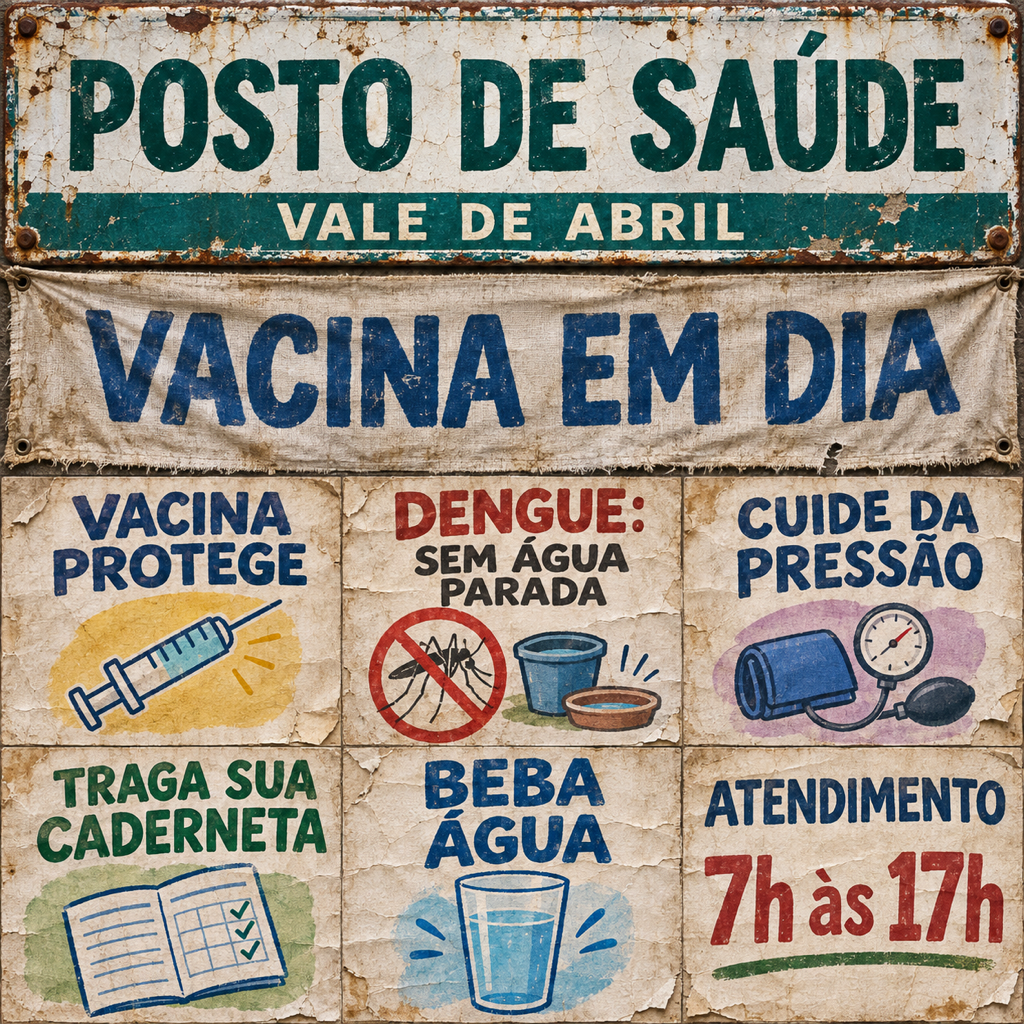 POSTO DE SAÚDE
VALE DE ABRIL
VACINA EM DIA
VACINA
PROTEGE
DENGUE:
SEM ÁGUA
PARADA
CUIDE DA
PRESSÃO
TRAGA SUA
CADERNETA
BEBA
ÁGUA
ATENDIMENTO
7h às 17h